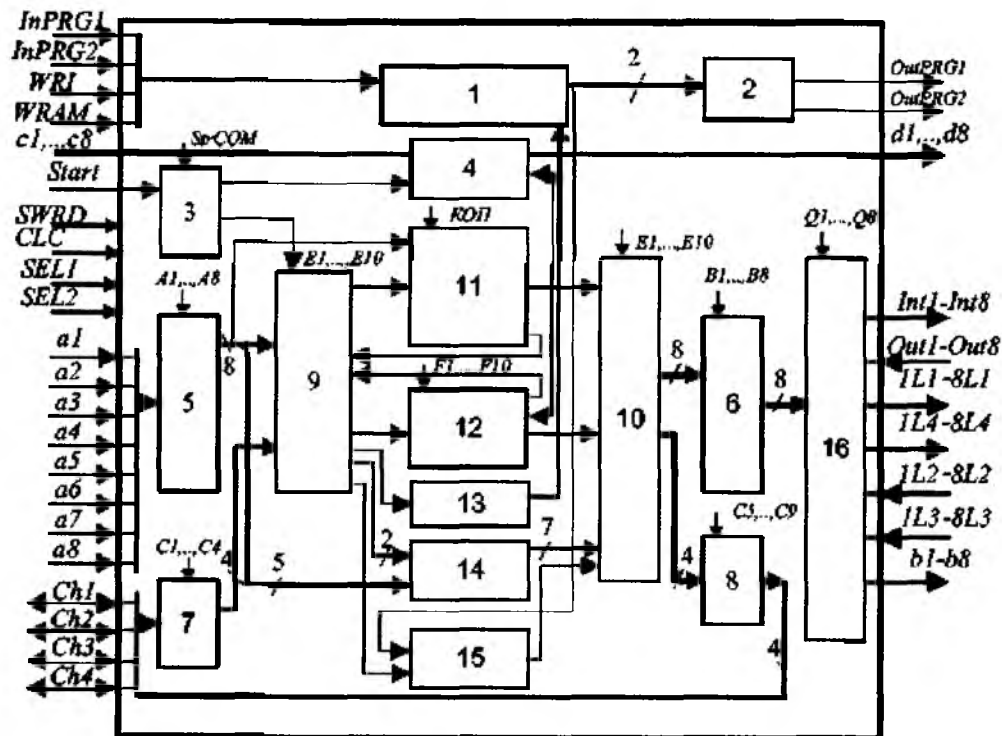 InPRG1
InPRG2
WRI
WRAM
c1,...c8
Start
SWRD
CLC
SEL1
SEL2
a1
a2
a3
a4
a5
a6
a7
a8
Ch1
Ch2
Ch3
Ch4
1
2
2
OutPRG1
OutPRG2
d1,...,d8
4
Sp COM
3
КОП
11
E1,...,E10
A1,...,A8
8
5
9
F1,...,F10
12
13
2
14
7
5
15
C1,...,C4
4
7
E1,...,E10
10
8
4
B1,...B8
6
8
C5,...,C9
8
4
Q1,...,Q8
16
Int1-Int8
Out1-Out8
1L1-8L1
1L4-8L4
1L2-8L2
1L3-8L3
b1-b8